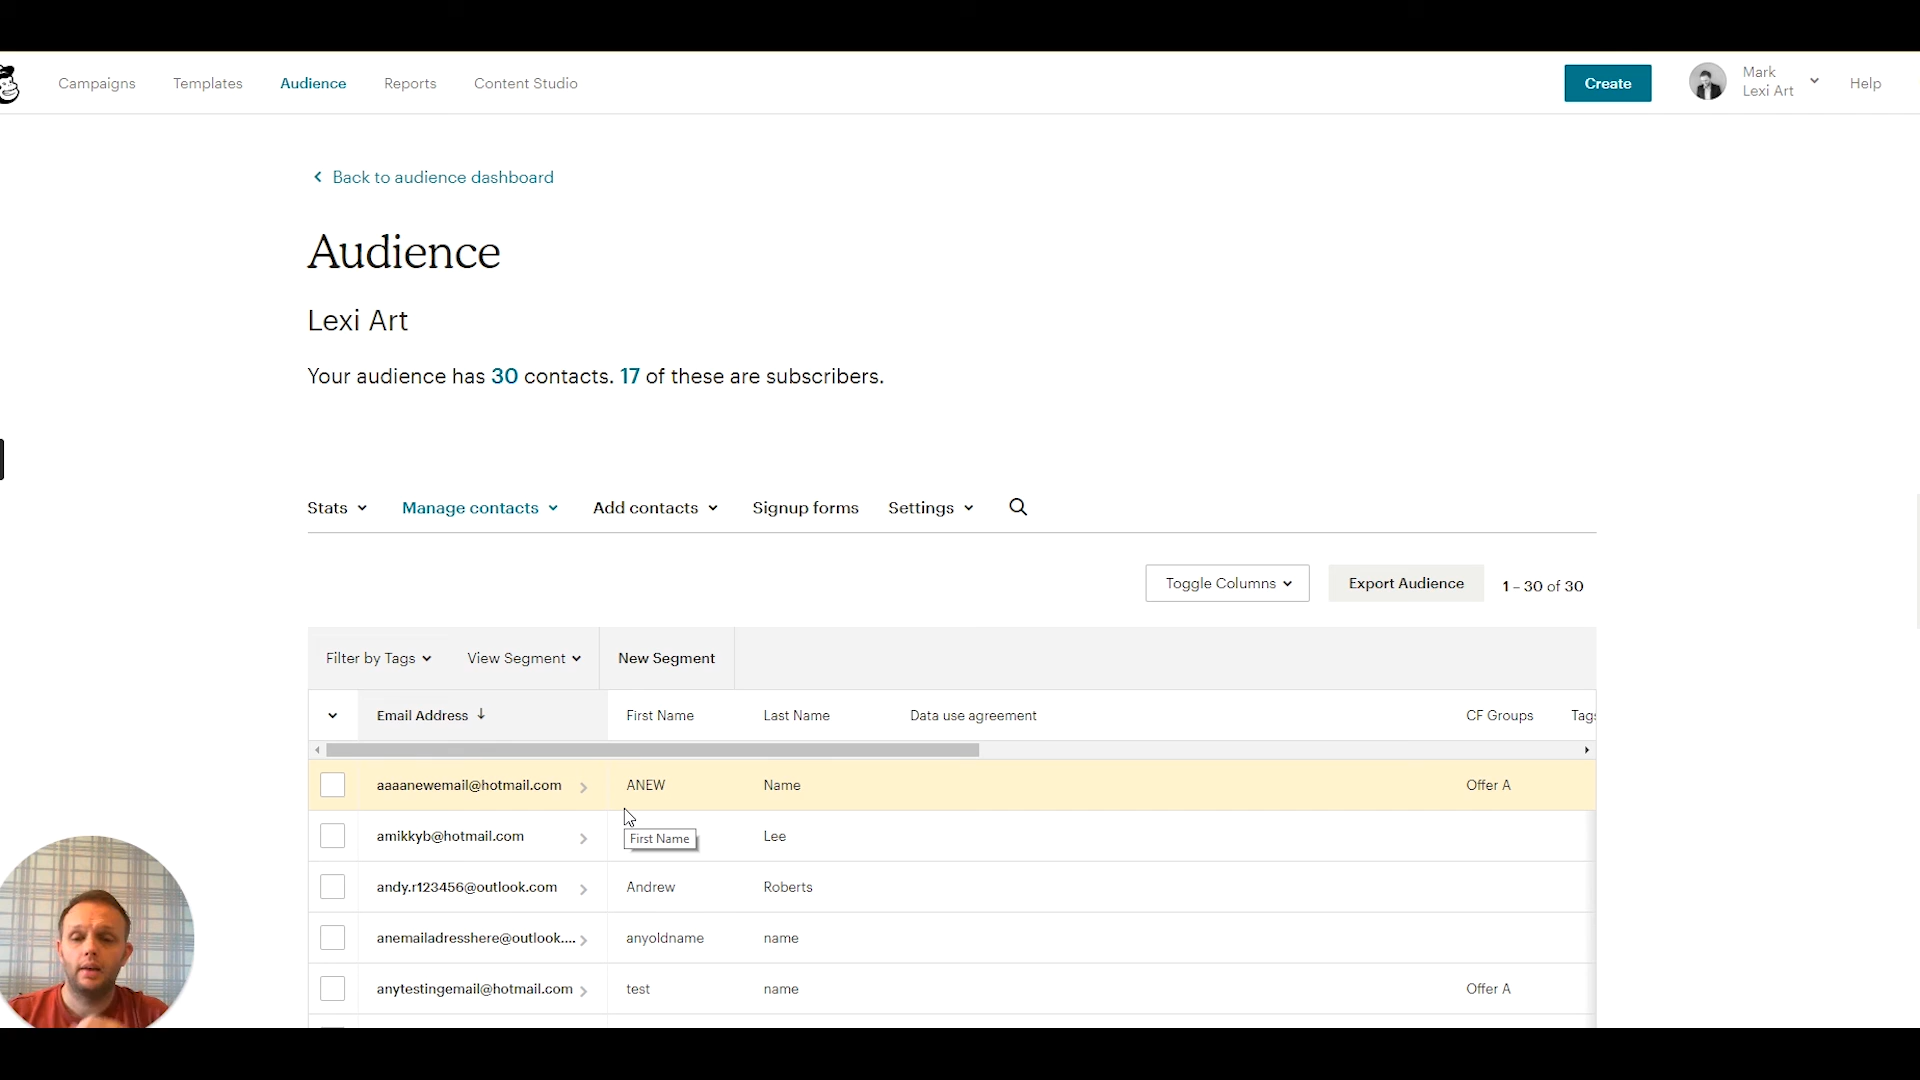 Campaigns Templates Audience Reports Content Studio Create Mark Lexi Art Help
Back to audience dashboard
Audience
Lexi Art
Your audience has 30 contacts. 17 of these are subscribers.
Stats Manage contacts Add contacts Signup forms Settings
Toggle Columns Export Audience 1 – 30 of 30
Filter by Tags View Segment New Segment
Email Address First Name Last Name Data use agreement CF Groups Tags
aaaanewemail@hotmail.com ANEW Name Offer A
amikkyb@hotmail.com First Name Lee
andy.r123456@outlook.com Andrew Roberts
anemailadresshere@outlook.... anyoldname name
anytestingemail@hotmail.com test name Offer A